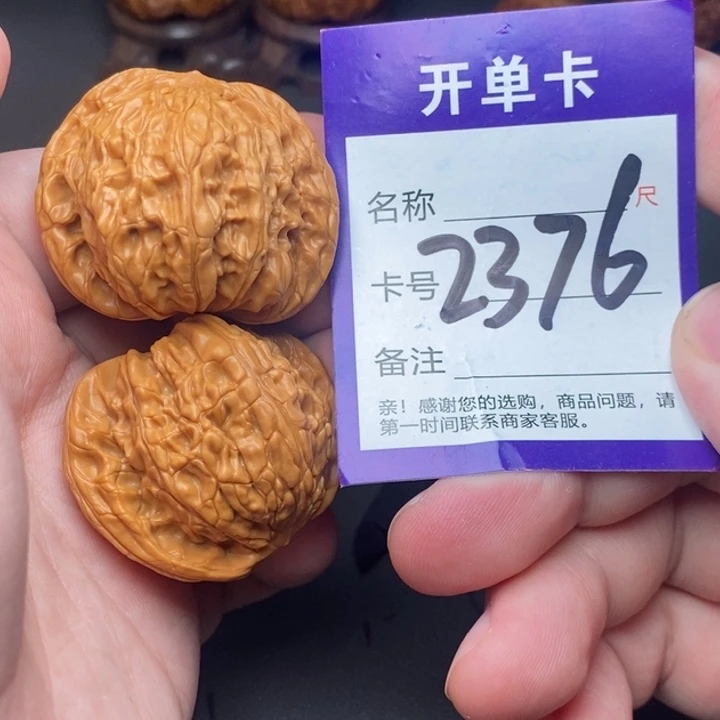 开单卡
名称 尺
卡号 2376
备注
亲！感谢您的选购，商品问题，请
第一时间联系商家客服。